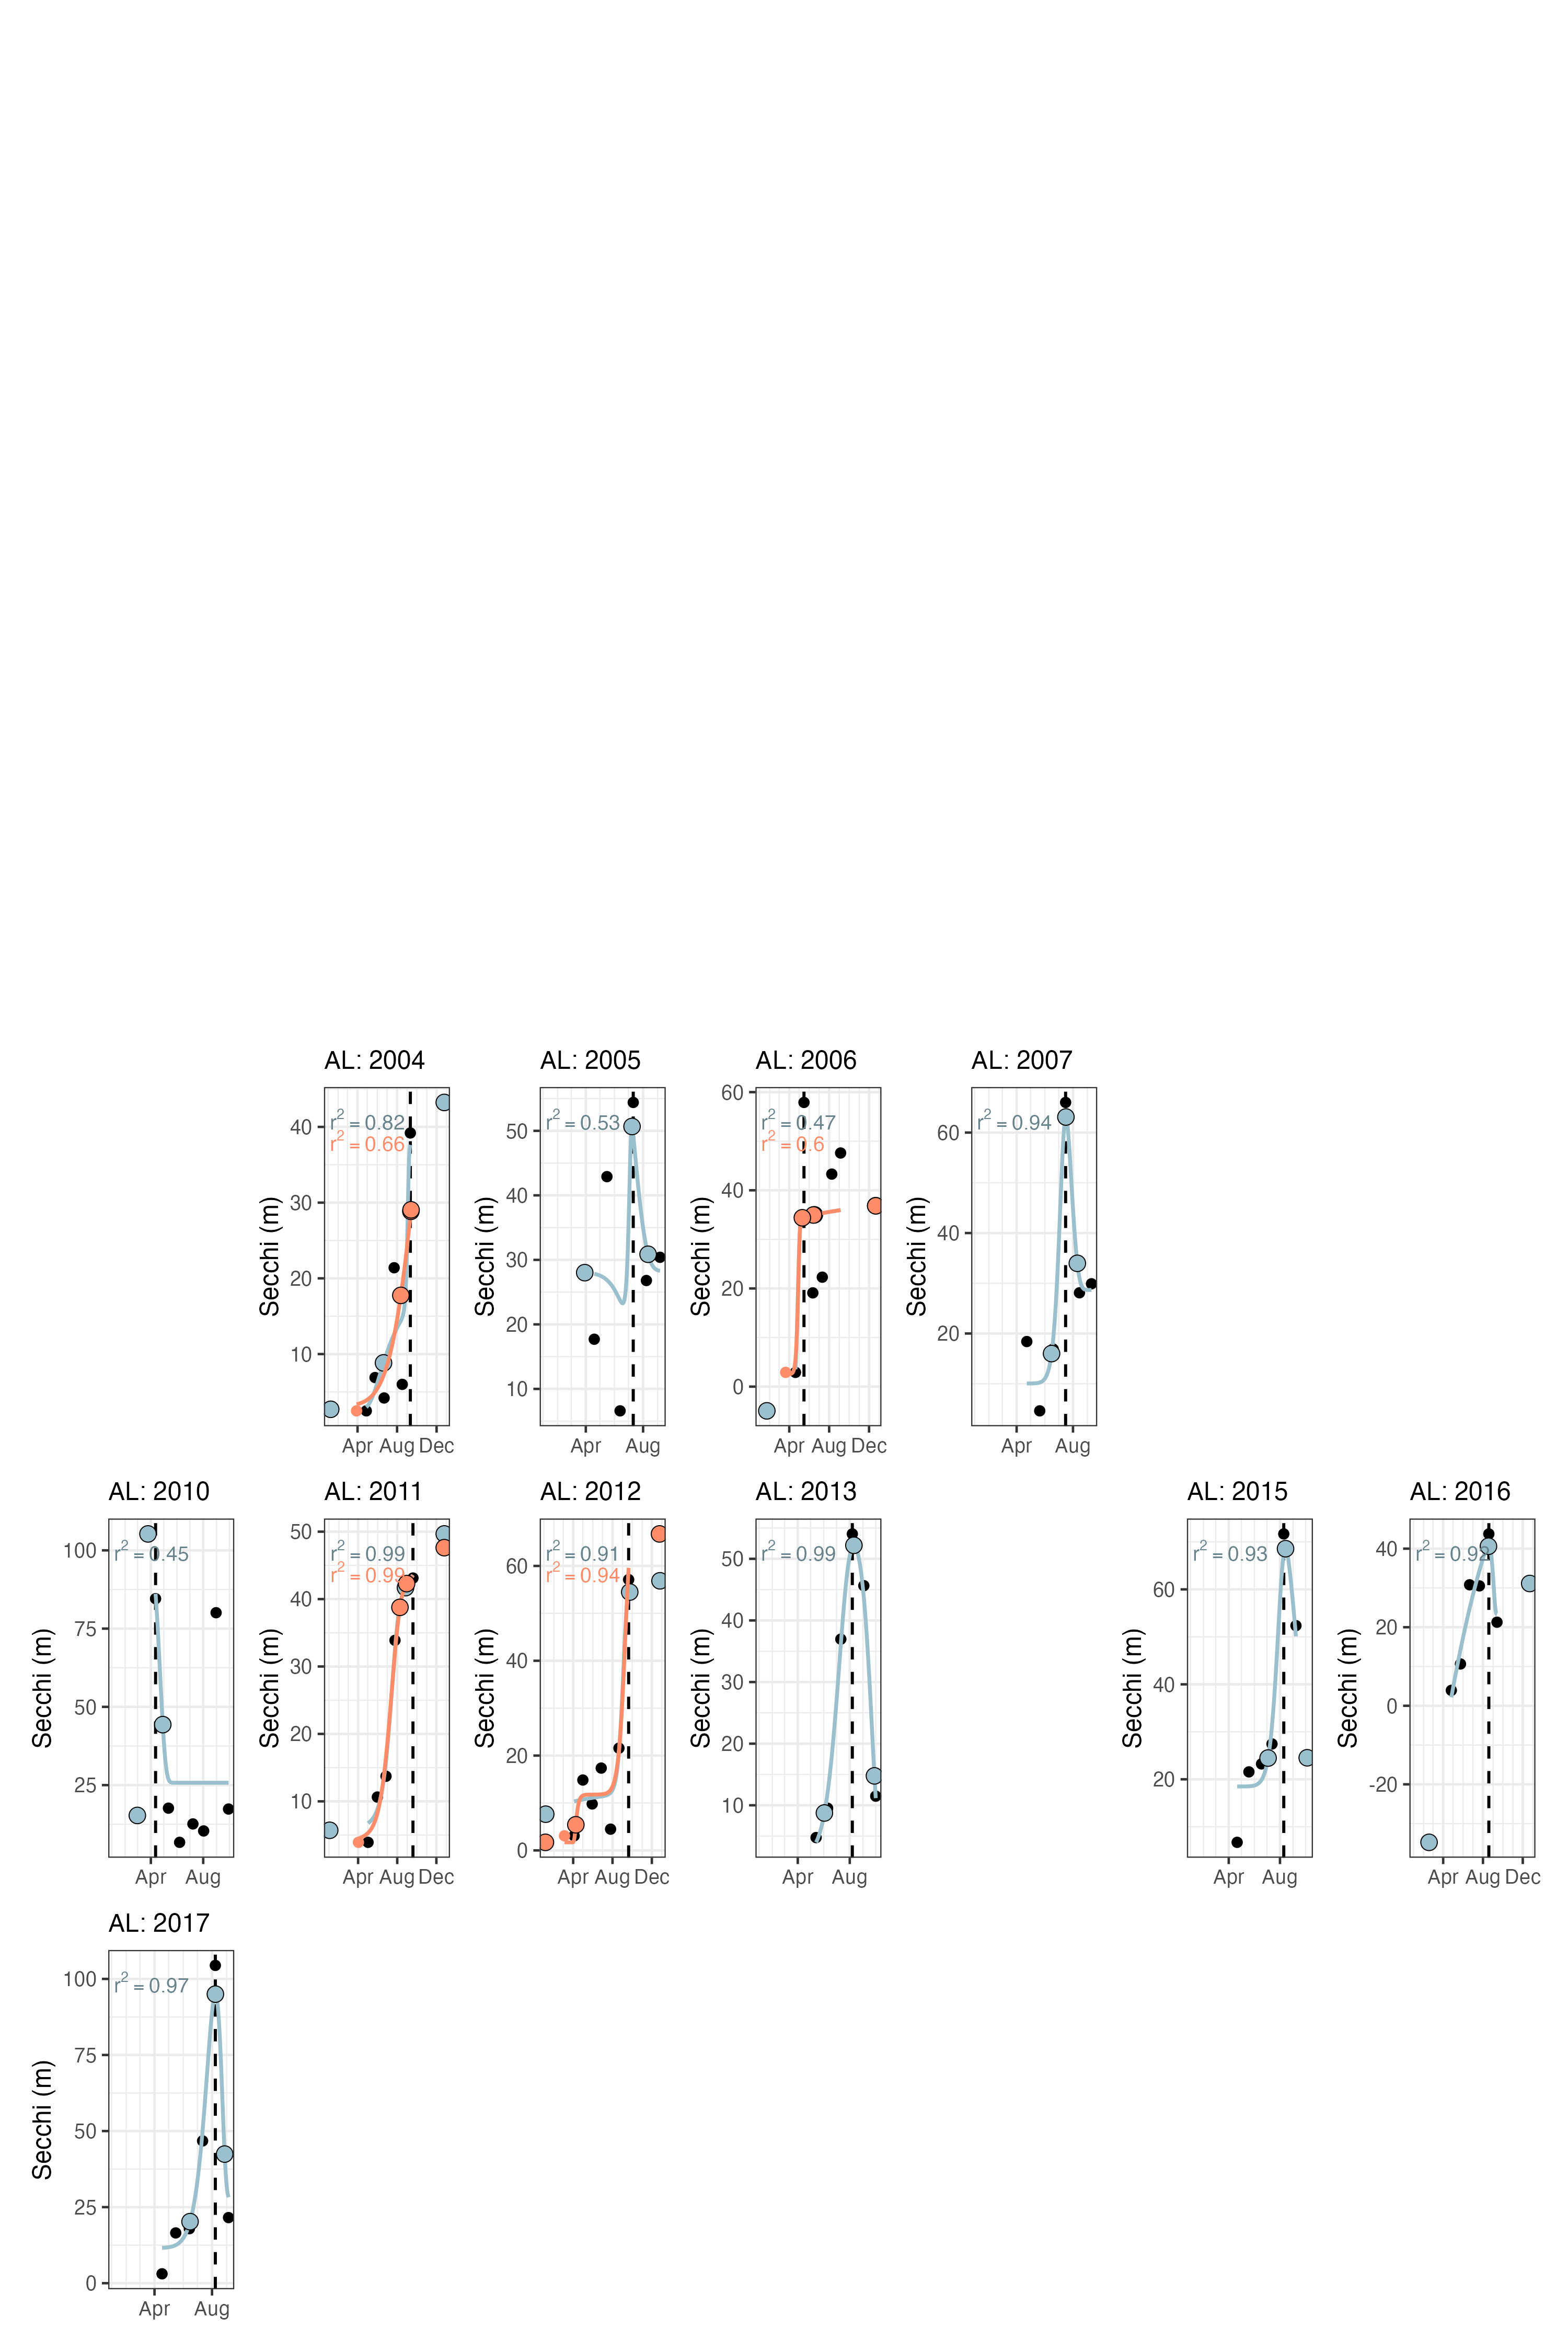 AL: 2004
AL: 2005
AL: 2006
AL: 2007
Secchi (m)
40
30
20
10
r² = 0.82
r² = 0.66
Apr Aug Dec
Secchi (m)
50
40
30
20
10
r² = 0.53
Apr Aug
Secchi (m)
60
40
20
0
r² = 0.47
r² = 0.6
Apr Aug Dec
Secchi (m)
60
40
20
r² = 0.94
Apr Aug
AL: 2010
AL: 2011
AL: 2012
AL: 2013
AL: 2015
AL: 2016
Secchi (m)
100
75
50
25
r² = 0.45
Apr Aug
Secchi (m)
50
40
30
20
10
r² = 0.99
r² = 0.99
Apr Aug Dec
Secchi (m)
60
40
20
0
r² = 0.91
r² = 0.94
Apr Aug Dec
Secchi (m)
50
40
30
20
10
r² = 0.99
Apr Aug
Secchi (m)
60
40
20
r² = 0.93
Apr Aug
Secchi (m)
40
20
0
-20
Apr Aug Dec
AL: 2017
Secchi (m)
100
75
50
25
0
r² = 0.97
Apr Aug